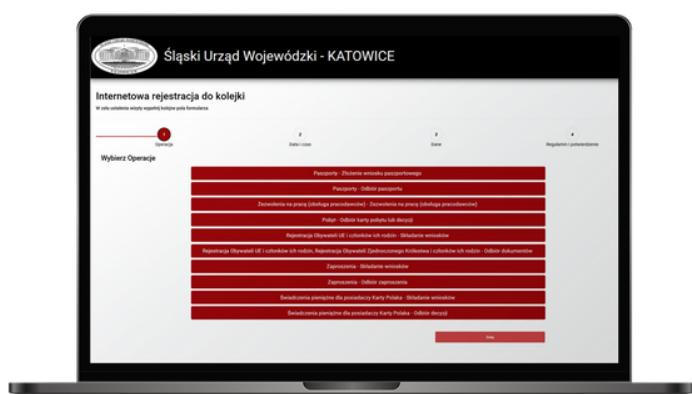 Śląski Urząd Wojewódzki - KATOWICE
Internetowa rejestracja do kolejki
W celu ustalenia wizyty wypełnij kolejne pola formularza.
1 2 3 4
Operacja Data i czas Dane Regulamin i potwierdzenie
Wybierz Operacje
Paszporty - Złożenie wniosku paszportowego
Paszporty - Odbiór paszportu
Zezwolenia na pracę (obsługa pracodawców) - Zezwolenia na pracę (obsługa pracodawców)
Pobyt - Odbiór karty pobytu lub decyzji
Rejestracja Obywateli UE i członków ich rodzin - Składanie wniosków
Rejestracja Obywateli UE i członków ich rodzin, Rejestracja Obywateli Zjednoczonego Królestwa i członków ich rodzin - Odbiór dokumentów
Zaproszenia - Składanie wniosków
Zaproszenia - Odbiór zaproszenia
Świadczenia pieniężne dla posiadaczy Karty Polaka - Składanie wniosków
Świadczenia pieniężne dla posiadaczy Karty Polaka - Odbiór decyzji
Dalej